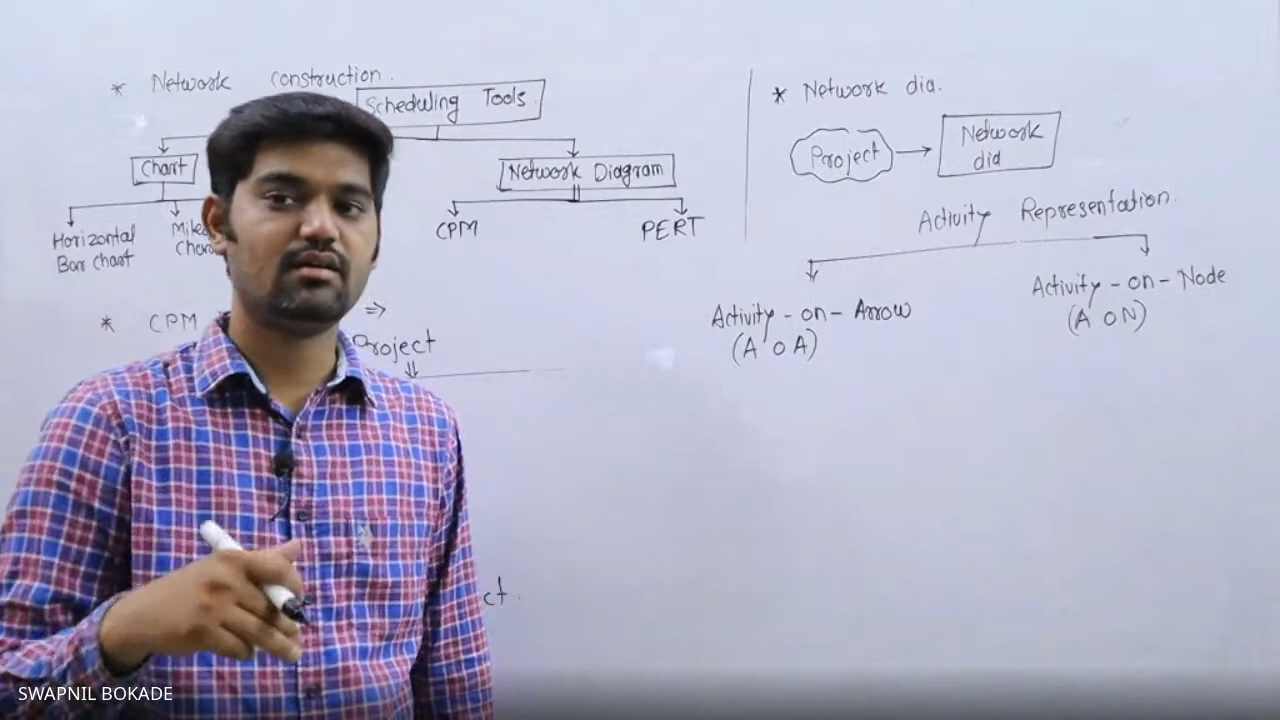 * Network construction.
Scheduling Tools
Chart
Network Diagram
Horizontal
Bar chart
CPM
PERT
* CPM
⇒
Project
ct.
* Network dia.
Project
Network
dia
Activity Representation.
Activity - on - Arrow
(A o A)
Activity - on - Node
(A ON)
SWAPNIL BOKADE